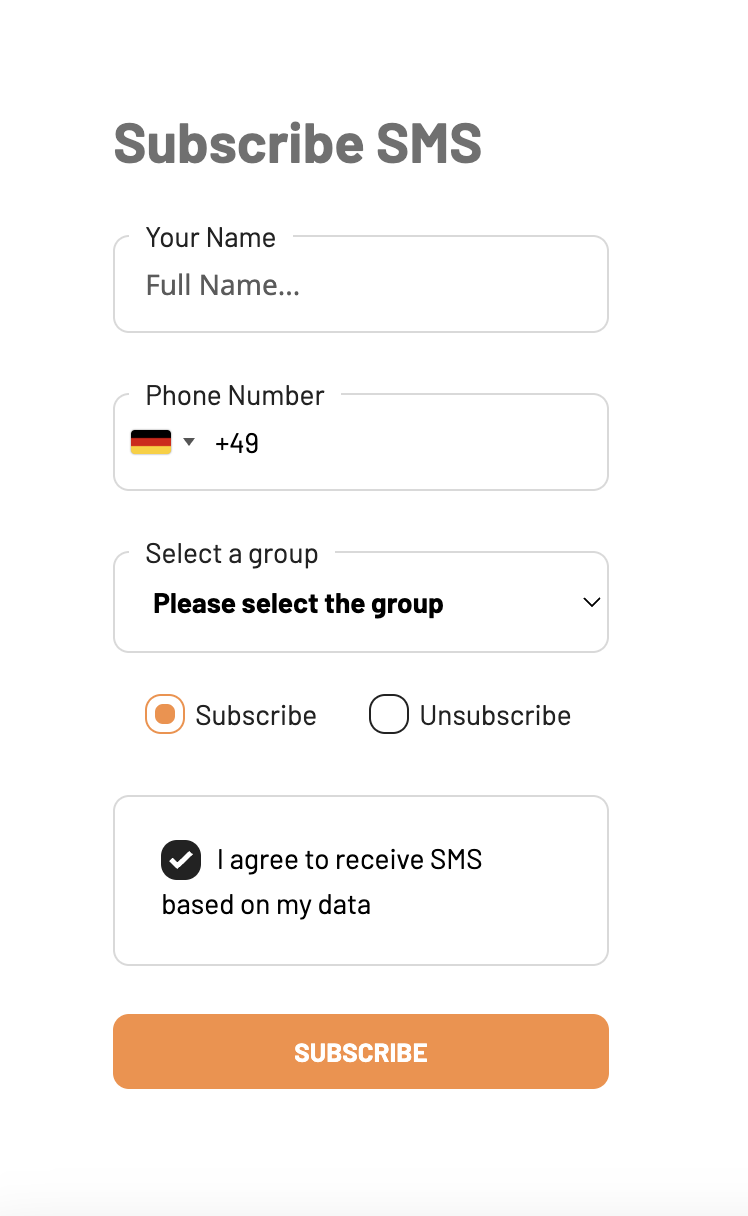 Subscribe SMS
Your Name
Full Name...
Phone Number
+49
Select a group
Please select the group
Subscribe Unsubscribe
I agree to receive SMS
based on my data
SUBSCRIBE